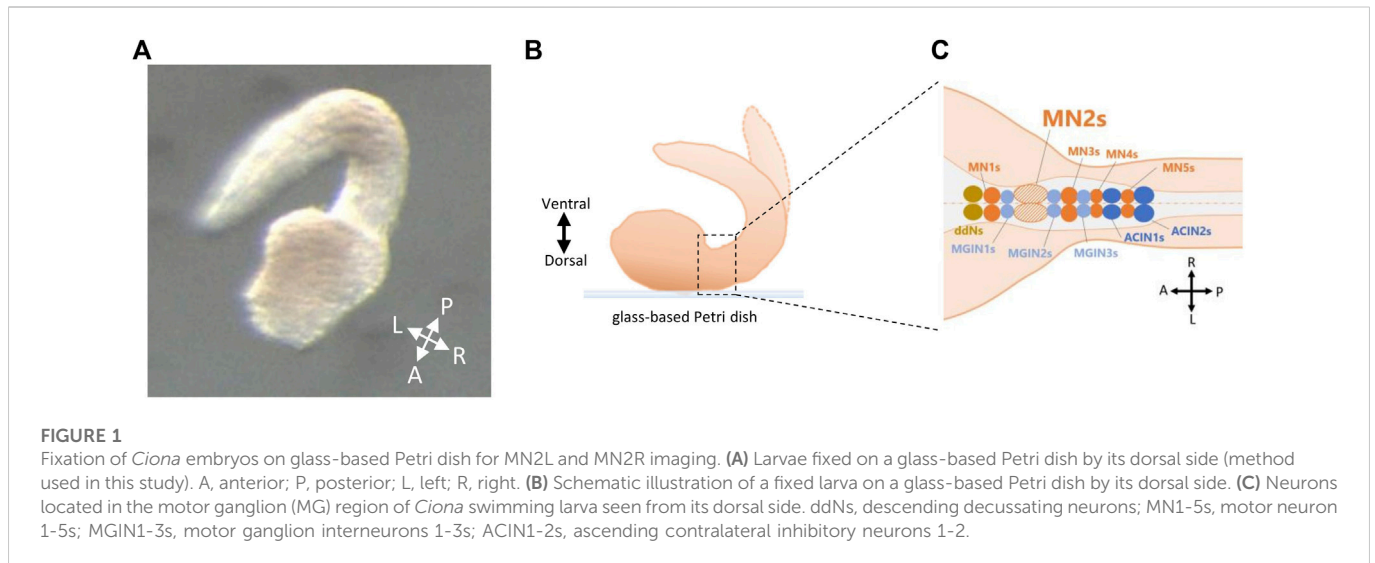 A
B
C
L
P
A
R
Ventral
Dorsal
glass-based Petri dish
MN2s
MN3s
MN4s
MN1s
MN5s
ddNs
ACIN2s
MGIN1s
ACIN1s
MGIN2s
MGIN3s
R
A
P
L
FIGURE 1
Fixation of Ciona embryos on glass-based Petri dish for MN2L and MN2R imaging. (A) Larvae fixed on a glass-based Petri dish by its dorsal side (method
used in this study). A, anterior; P, posterior; L, left; R, right. (B) Schematic illustration of a fixed larva on a glass-based Petri dish by its dorsal side. (C) Neurons
located in the motor ganglion (MG) region of Ciona swimming larva seen from its dorsal side. ddNs, descending decussating neurons; MN1-5s, motor neuron
1-5s; MGIN1-3s, motor ganglion interneurons 1-3s; ACIN1-2s, ascending contralateral inhibitory neurons 1-2.